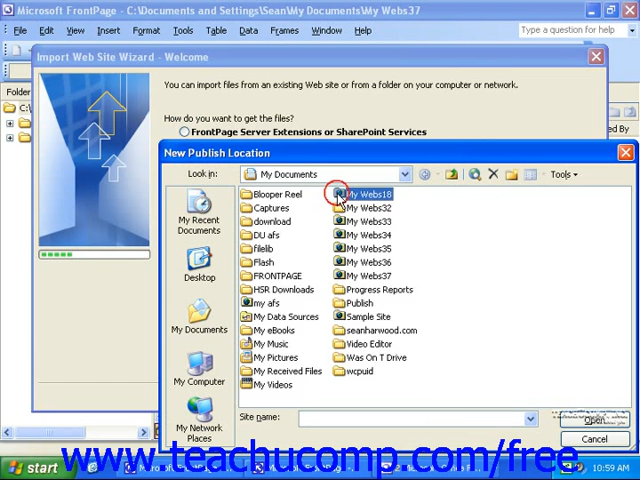 Microsoft FrontPage - C:\Documents and Settings\Sean\My Documents\My Webs37
File Insert Format Tools Table Data Frames Window Help
Type a question for help
Import Web Site Wizard - Welcome
You can import files from an existing Web site or from a folder on your computer or network.
How do you want to get the files?
FrontPage Server Extensions or SharePoint Services
Folder
C:\
ed By
New Publish Location
Look in: My Documents Tools
My Recent Documents
Desktop
My Documents
My Computer
My Network Places
Blooper Reel
Captures
download
DU afs
filelib
Flash
FRONTPAGE
HSR Downloads
my afs
My Data Sources
My eBooks
My Music
My Pictures
My Received Files
My Videos
My Webs18
My Webs32
My Webs33
My Webs34
My Webs35
My Webs36
My Webs37
Progress Reports
Publish
Sample Site
seanharwood.com
Video Editor
Was On T Drive
wcpuid
Site name:
Open
Cancel
www.teachucomp.com/free
start
Microsoft FrontPage
10:59 AM